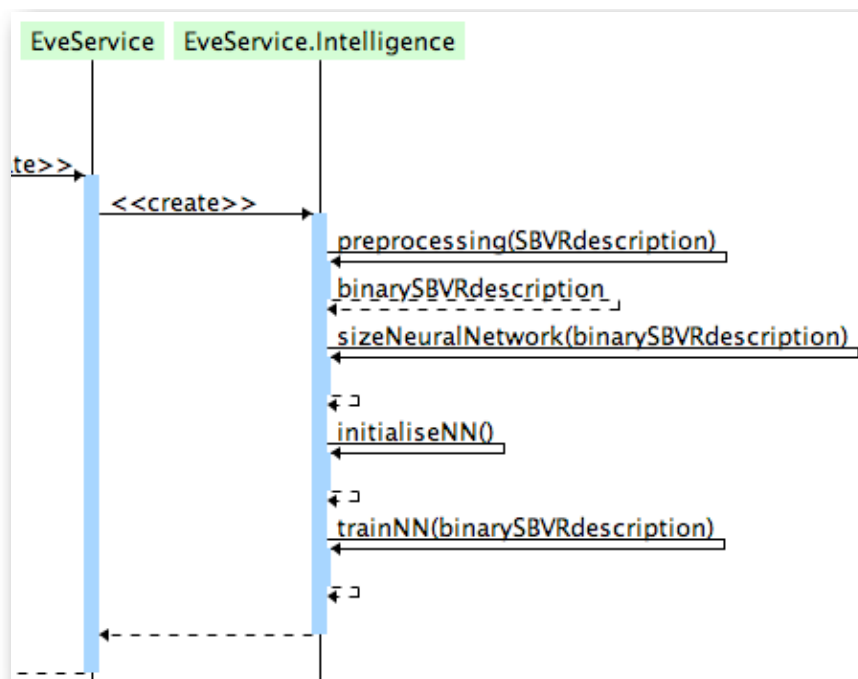 EveService EveService.Intelligence
te>>
<<create>>
preprocessing(SBVRdescription)
binarySBVRdescription
sizeNeuralNetwork(binarySBVRdescription)
initialiseNN()
trainNN(binarySBVRdescription)